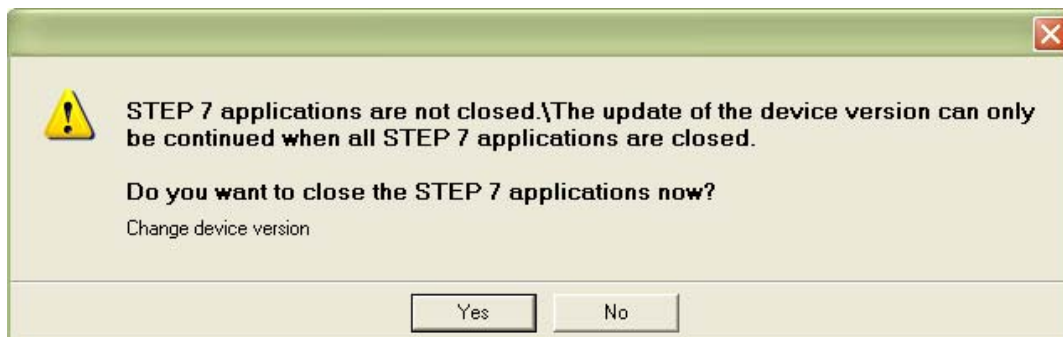 STEP 7 applications are not closed.\The update of the device version can only
be continued when all STEP 7 applications are closed.
Do you want to close the STEP 7 applications now?
Change device version
Yes No